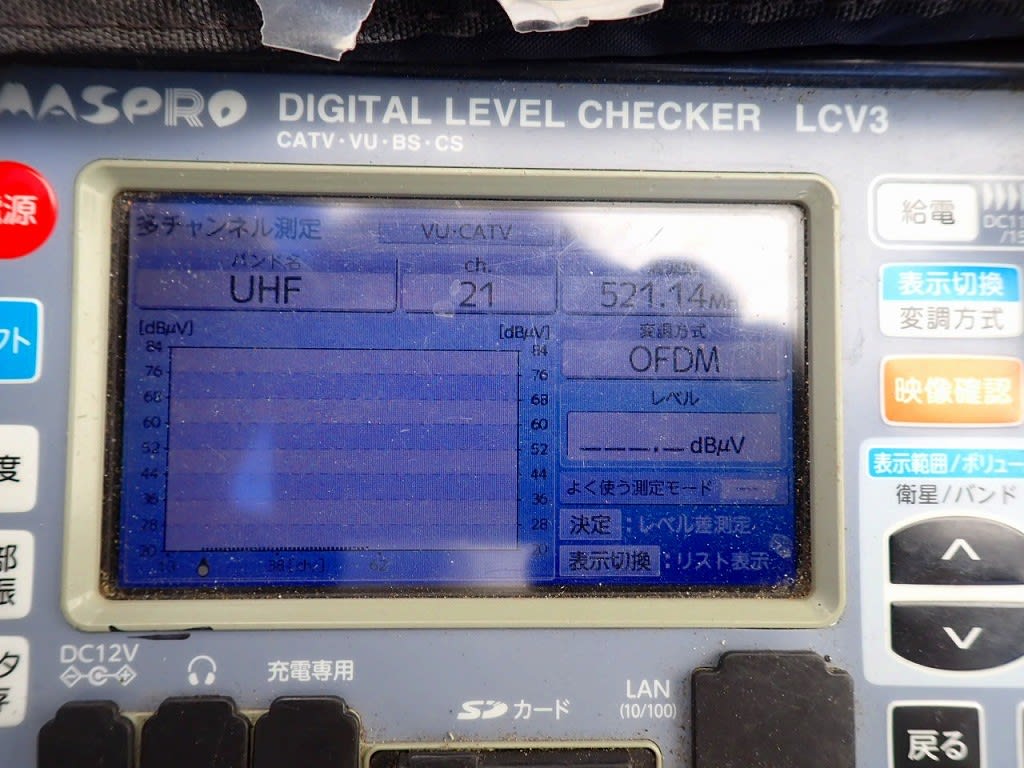 MASPRO DIGITAL LEVEL CHECKER LCV3
CATV・VU・BS・CS
給電
多チャンネル測定 VU・CATV
バンド名 ch.
UHF 21 521.14
表示切換
変調方式
[dBμV] [dBμV] 変調方式
OFDM
84 84
76 76
68 68
60 60
52 52
44 44
36 36
28 28
20 20
レベル
___._ dBμV
よく使う測定モード ---
決定 : レベル差測定
表示切換 : リスト表示
10 38[ch] 62
映像確認
表示範囲/ボリュー
衛星/バンド
戻る
DC12V
充電専用
SD カード
LAN
(10/100)